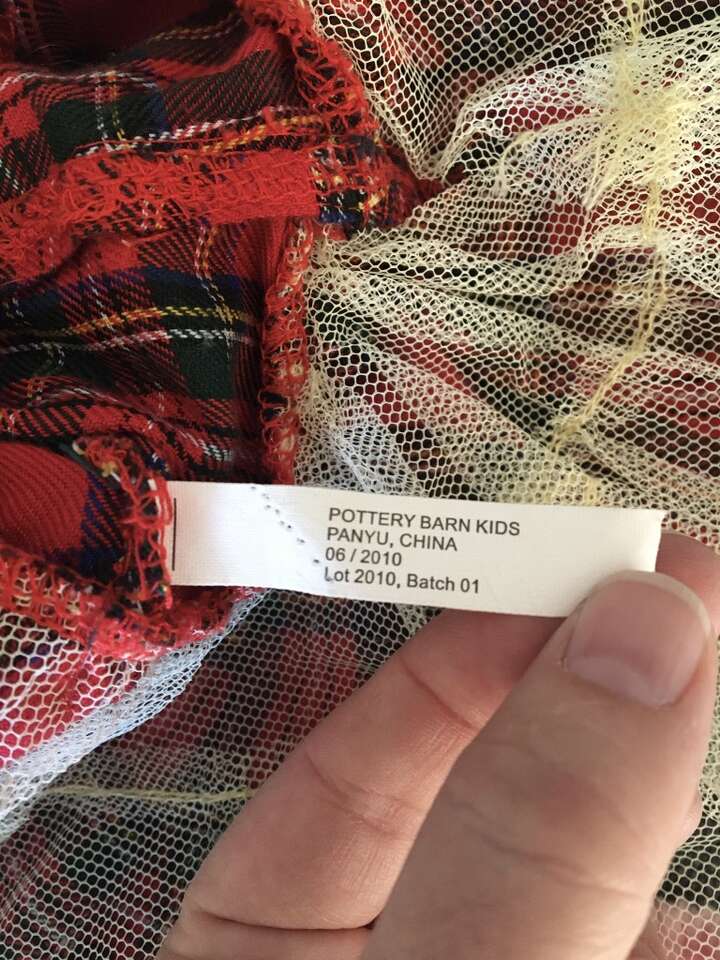 POTTERY BARN KIDS
PANYU, CHINA
06 / 2010
Lot 2010, Batch 01